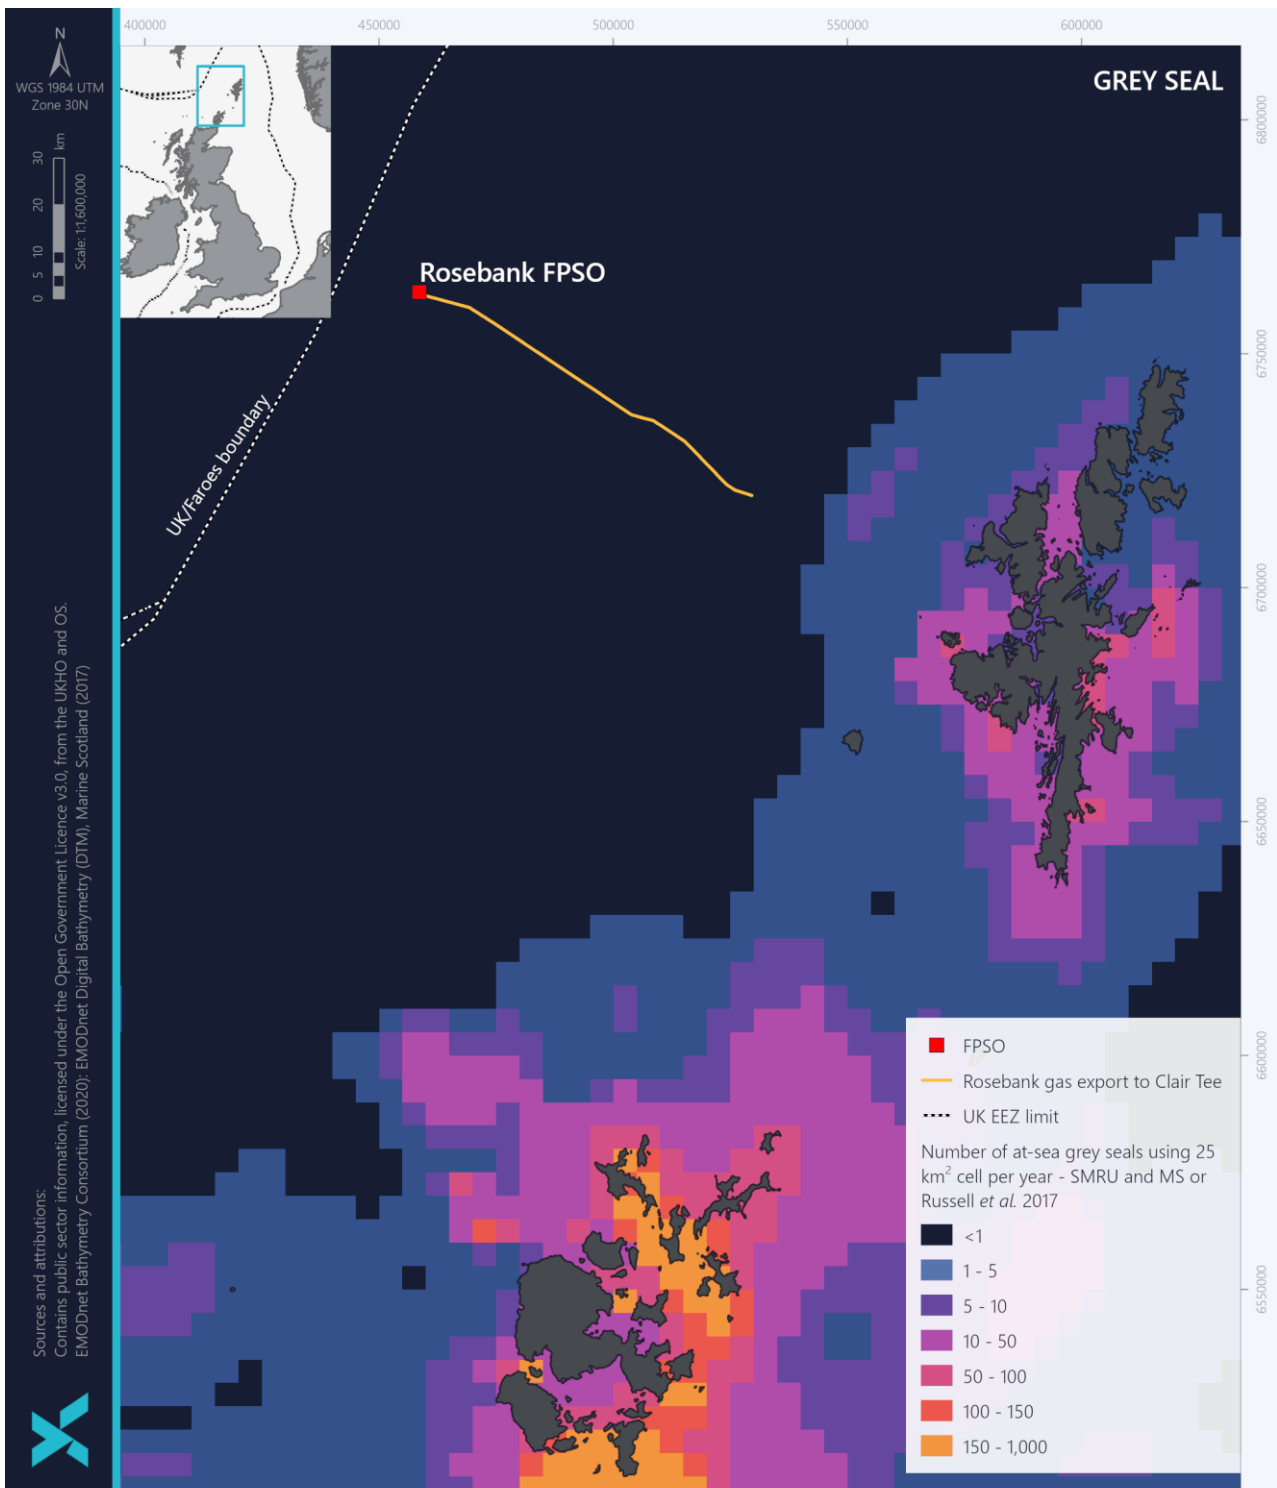 400000
450000
500000
550000
600000
N
WGS 1984 UTM
Zone 30N
0 5 10 20 30 km
Scale: 1:1,600,000
GREY SEAL
Rosebank FPSO
UK/Faroes boundary
6800000
6750000
6700000
6650000
6600000
6550000
FPSO
Rosebank gas export to Clair Tee
UK EEZ limit
Number of at-sea grey seals using 25
km² cell per year - SMRU and MS or
Russell et al. 2017
<1
1 - 5
5 - 10
10 - 50
50 - 100
100 - 150
150 - 1,000
Sources and attributions:
Contains public sector information, licensed under the Open Government Licence v3.0, from the UKHO and OS.
EMODnet Bathymetry Consortium (2020): EMODnet Digital Bathymetry (DTM), Marine Scotland (2017)